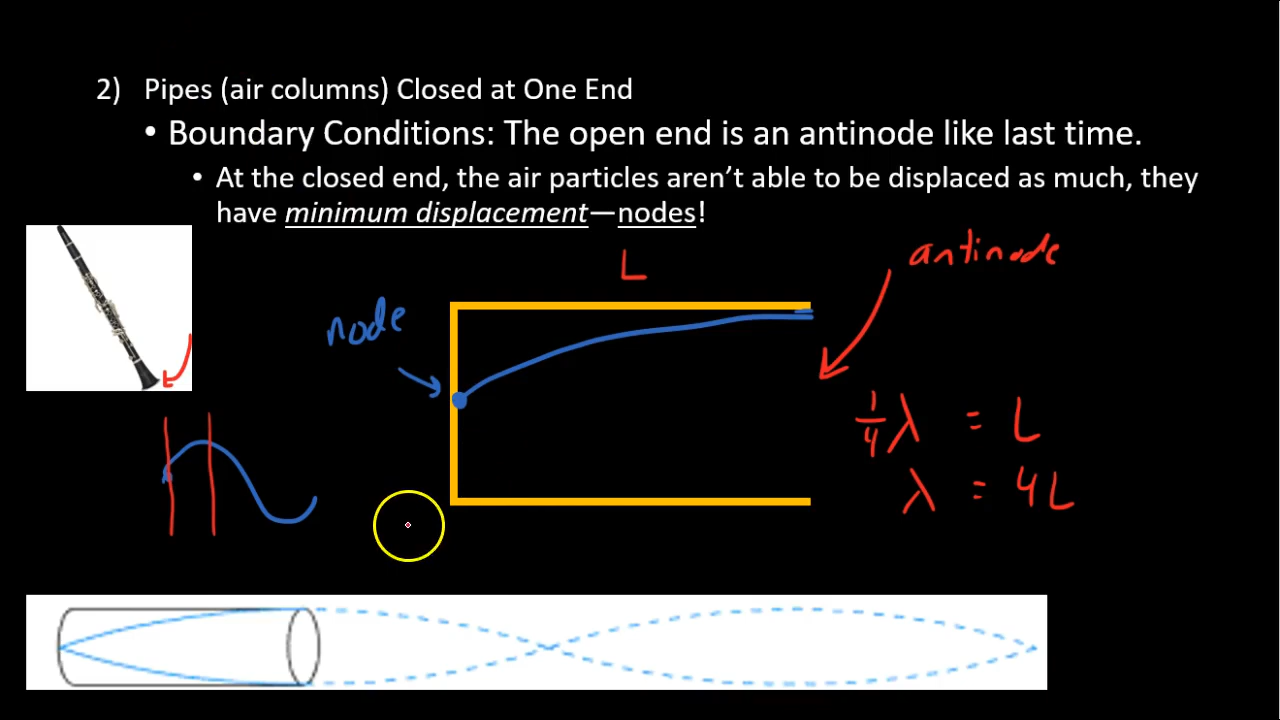 2) Pipes (air columns) Closed at One End
• Boundary Conditions: The open end is an antinode like last time.
• At the closed end, the air particles aren’t able to be displaced as much, they
have minimum displacement—nodes!
antinode
L
node
1/4 λ = L
λ = 4L